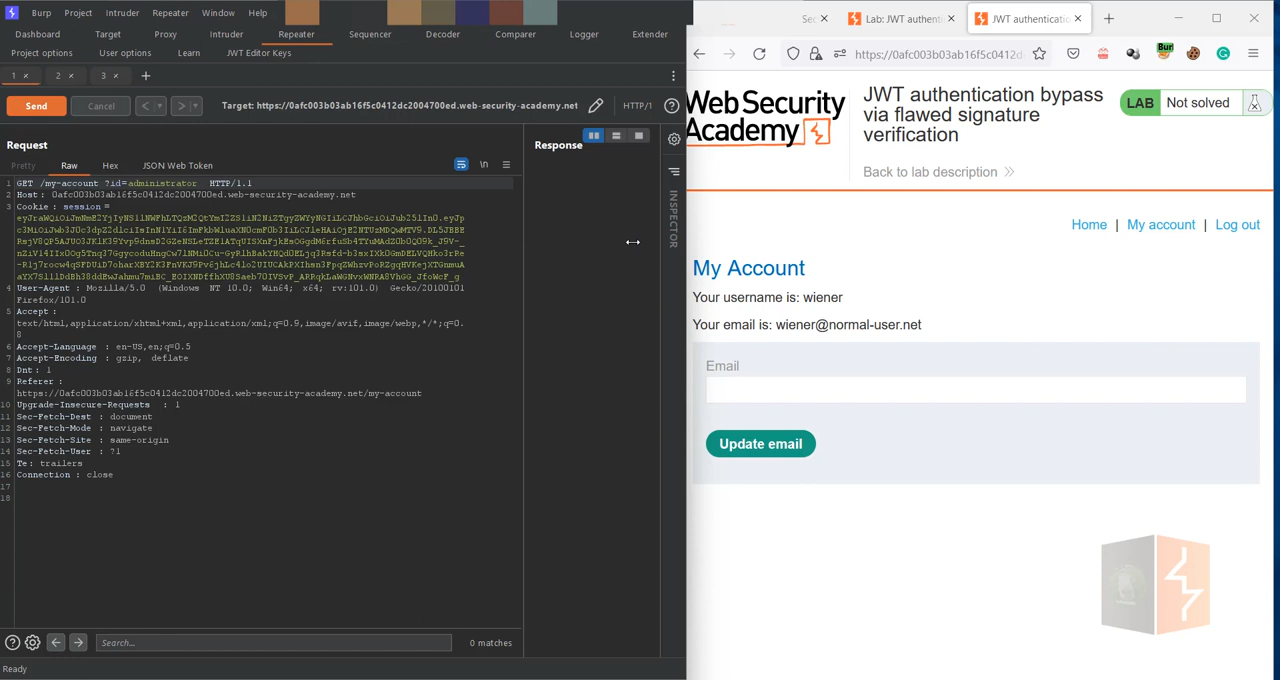 Burp Project Intruder Repeater Window Help
Dashboard Target Proxy Intruder Repeater Sequencer Decoder Comparer Logger Extender
Project options User options Learn JWT Editor Keys
1 × 2 × 3 × +
Send Cancel < > Target: https://0afc003b03ab16f5c0412dc2004700ed.web-security-academy.net HTTP/1 ?
Request
Pretty Raw Hex JSON Web Token \n
1 GET /my-account ?id=administrator HTTP/1.1
2 Host: 0afc003b03ab16f5c0412dc2004700ed.web-security-academy.net
3 Cookie : session =
4 User-Agent : Mozilla/5.0 (Windows NT 10.0; Win64; x64; rv:101.0) Gecko/20100101
Firefox/101.0
5 Accept :
text/html,application/xhtml+xml,application/xml;q=0.9,image/avif,image/webp,*/*;q=0.
8
6 Accept-Language : en-US,en;q=0.5
7 Accept-Encoding : gzip, deflate
8 Dnt: 1
9 Referer :
https://0afc003b03ab16f5c0412dc2004700ed.web-security-academy.net/my-account
10 Upgrade-Insecure-Requests : 1
11 Sec-Fetch-Dest : document
12 Sec-Fetch-Mode : navigate
13 Sec-Fetch-Site : same-origin
14 Sec-Fetch-User : ?1
15 Te: trailers
16 Connection : close
17
18
Search...
0 matches
Ready
Response
INSPECTOR
Sec × Lab: JWT authenti × JWT authenticatio × +
https://0afc003b03ab16f5c0412d
Bur
Web Security
Academy
JWT authentication bypass
via flawed signature
verification
Back to lab description
LAB Not solved
Home | My account | Log out
My Account
Your username is: wiener
Your email is: wiener@normal-user.net
Email
Update email